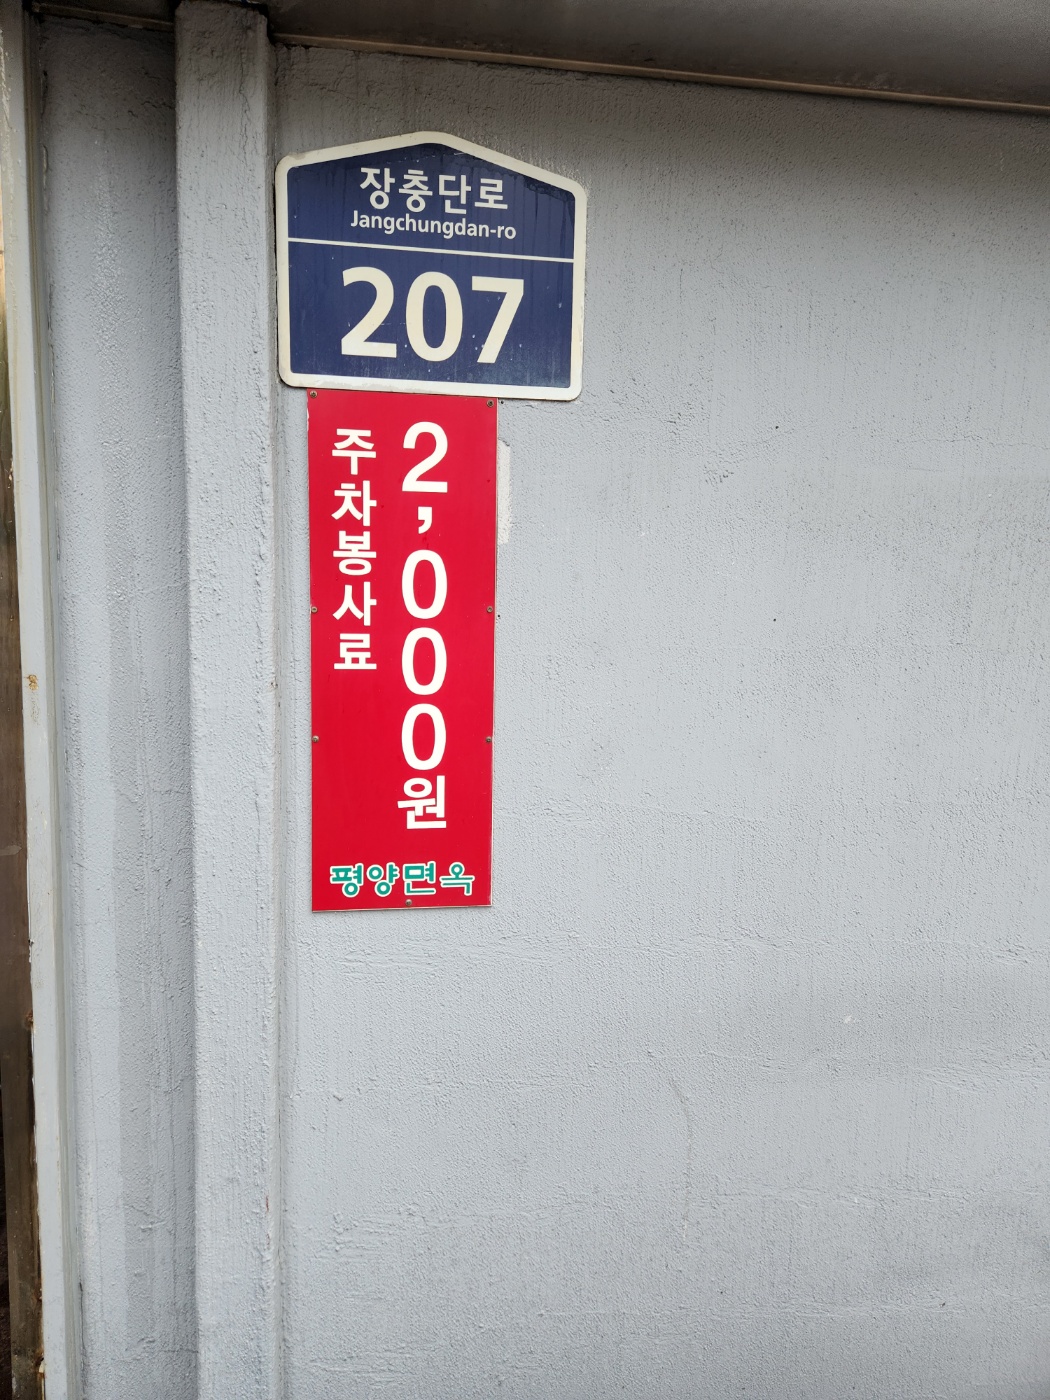 장충단로
Jangchungdan-ro
207
주차봉사료
2,000원
평양면옥